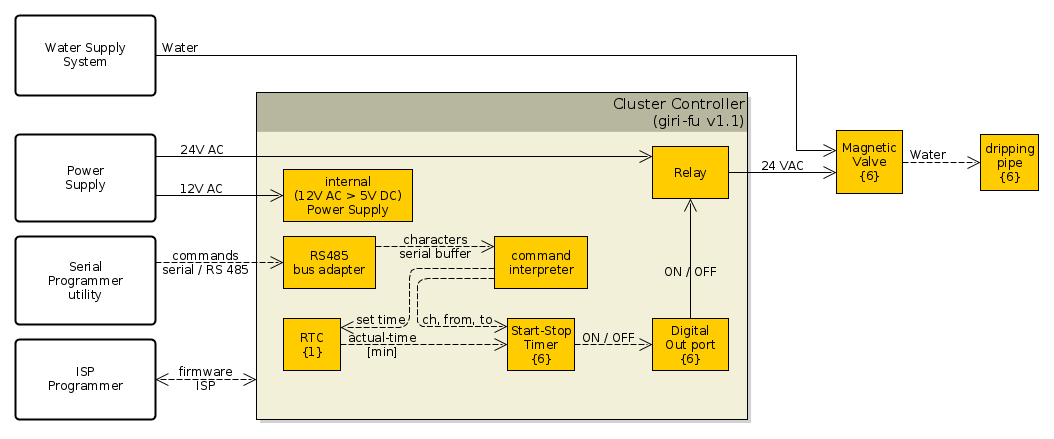 Water Supply
System
Water
Cluster Controller
(giri-fu v1.1)
Power
Supply
24V AC
12V AC
internal
(12V AC > 5V DC)
Power Supply
Relay
24 VAC
Magnetic
Valve
{6}
Water
dripping
pipe
{6}
Serial
Programmer
utility
commands
serial / RS 485
RS485
bus adapter
characters
serial buffer
command
interpreter
ON / OFF
set time
ch, from, to
RTC
{1}
actual-time
[min]
Start-Stop
Timer
{6}
ON / OFF
Digital
Out port
{6}
ISP
Programmer
firmware
ISP